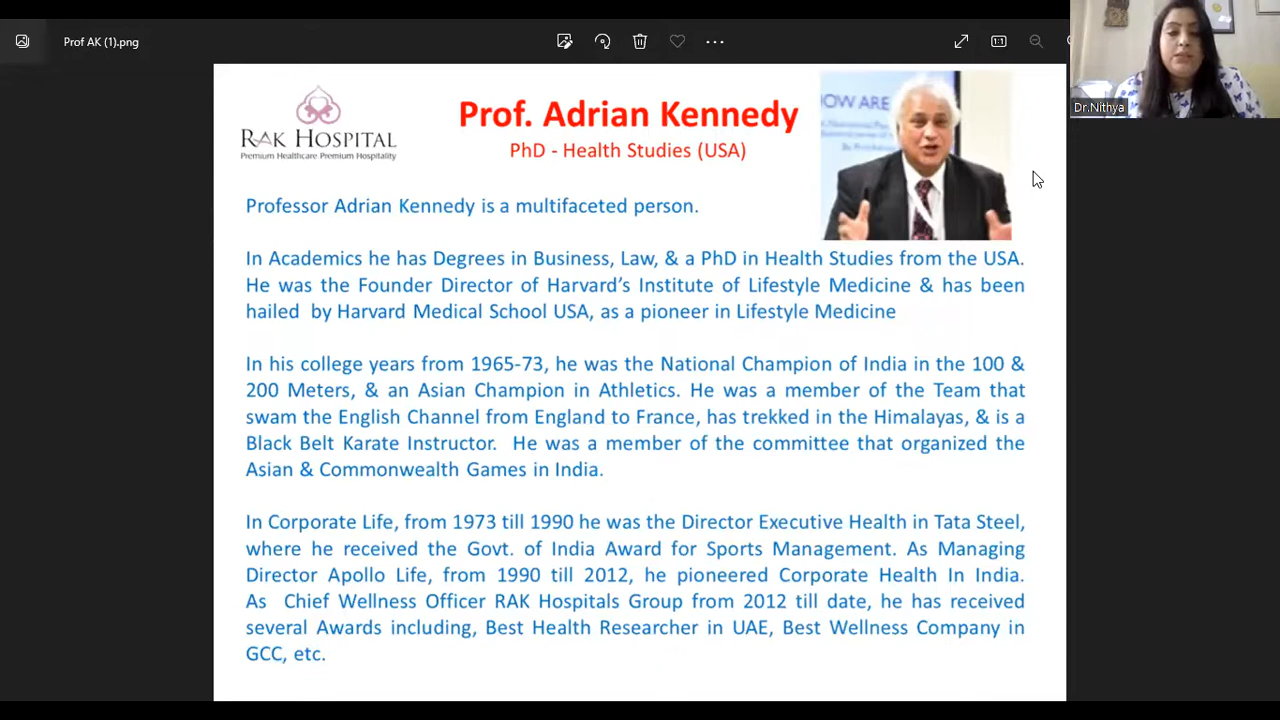 Prof AK (1).png
1:1
Dr.Nithya
RAK HOSPITAL
Premium Healthcare.Premium Hospitality
Prof. Adrian Kennedy
PhD - Health Studies (USA)
HOW ARE
Professor Adrian Kennedy is a multifaceted person.
In Academics he has Degrees in Business, Law, & a PhD in Health Studies from the USA.
He was the Founder Director of Harvard's Institute of Lifestyle Medicine & has been
hailed by Harvard Medical School USA, as a pioneer in Lifestyle Medicine
In his college years from 1965-73, he was the National Champion of India in the 100 &
200 Meters, & an Asian Champion in Athletics. He was a member of the Team that
swam the English Channel from England to France, has trekked in the Himalayas, & is a
Black Belt Karate Instructor. He was a member of the committee that organized the
Asian & Commonwealth Games in India.
In Corporate Life, from 1973 till 1990 he was the Director Executive Health in Tata Steel,
where he received the Govt. of India Award for Sports Management. As Managing
Director Apollo Life, from 1990 till 2012, he pioneered Corporate Health In India.
As Chief Wellness Officer RAK Hospitals Group from 2012 till date, he has received
several Awards including, Best Health Researcher in UAE, Best Wellness Company in
GCC, etc.